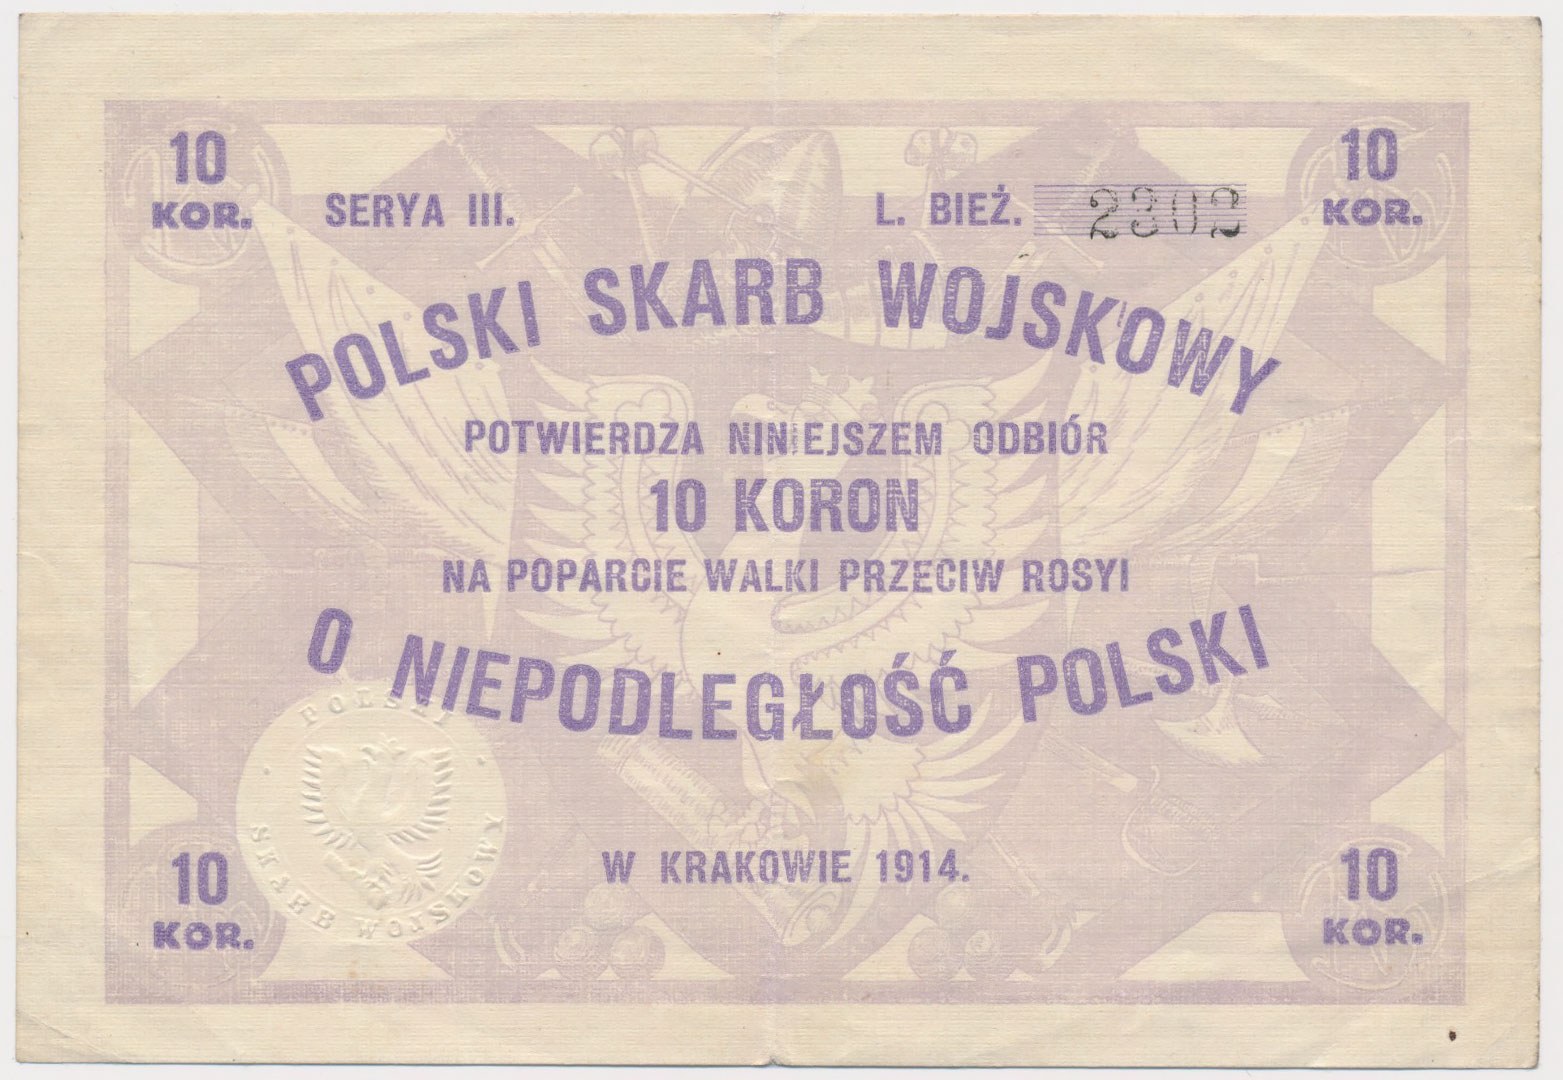 10 KOR.
10 KOR.
SERYA III.
L. BIEŻ. 2302
POLSKI SKARB WOJSKOWY
POTWIERDZA NINIEJSZEM ODBIÓR
10 KORON
NA POPARCIE WALKI PRZECIW ROSYI
O NIEPODLEGŁOŚĆ POLSKI
POLSKI
SKARB WOJSKOWY
W KRAKOWIE 1914.
10 KOR.
10 KOR.